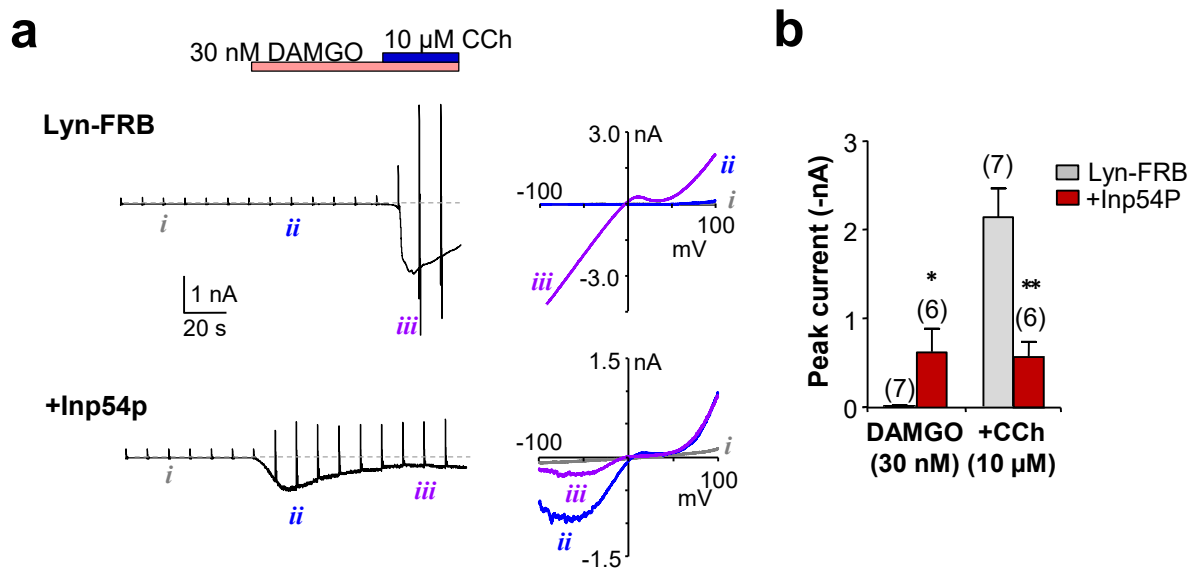 a
30 nM DAMGO
10 µM CCh
Lyn-FRB
i
ii
iii
1 nA
20 s
3.0
nA
-100
ii
i
100
mV
-3.0
iii
+Inp54p
i
ii
iii
1.5
nA
-100
i
100
mV
iii
ii
-1.5
b
Peak current (-nA)
3
2
1
0
(7)
*
(6)
(7)
**
(6)
Lyn-FRB
+Inp54P
DAMGO +CCh
(30 nM) (10 µM)